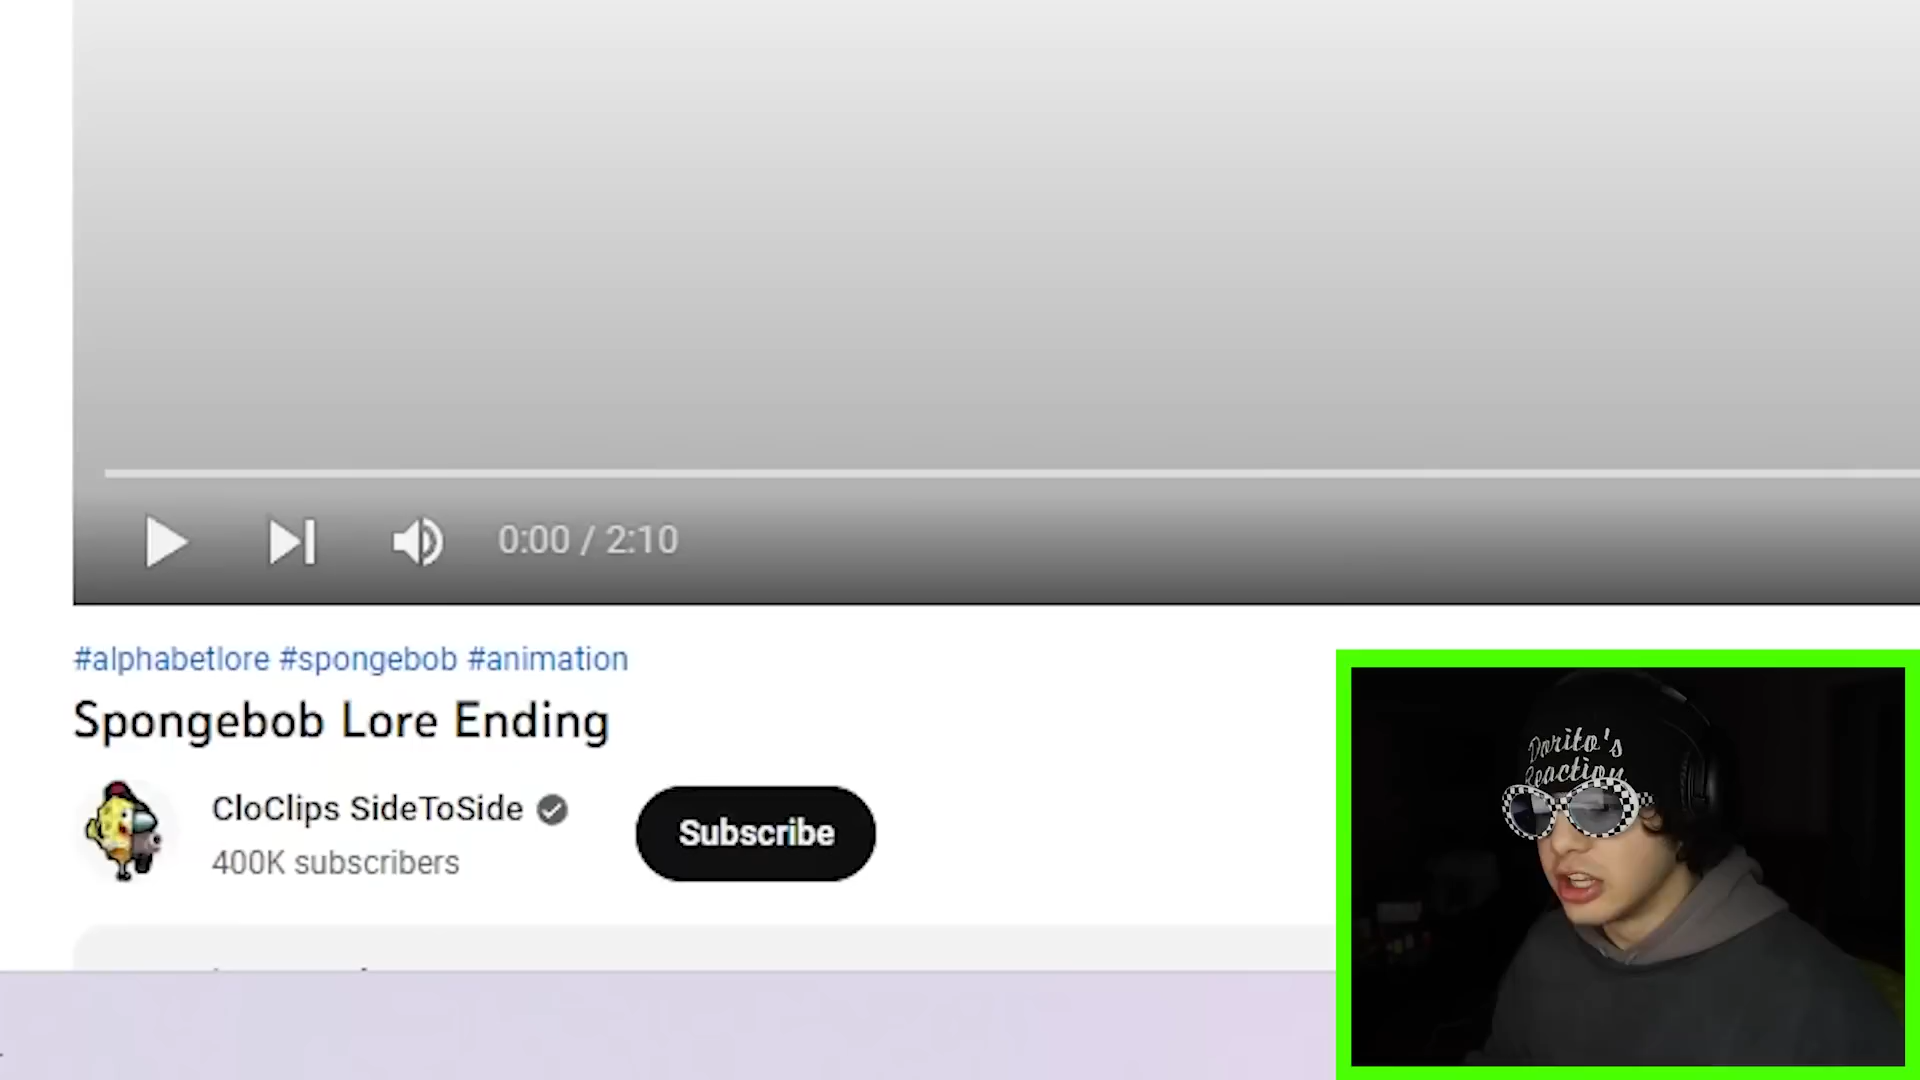 0:00 / 2:10
#alphabetlore #spongebob #animation
Spongebob Lore Ending
CloClips SideToSide
400K subscribers
Subscribe
Dorito's
Reaction